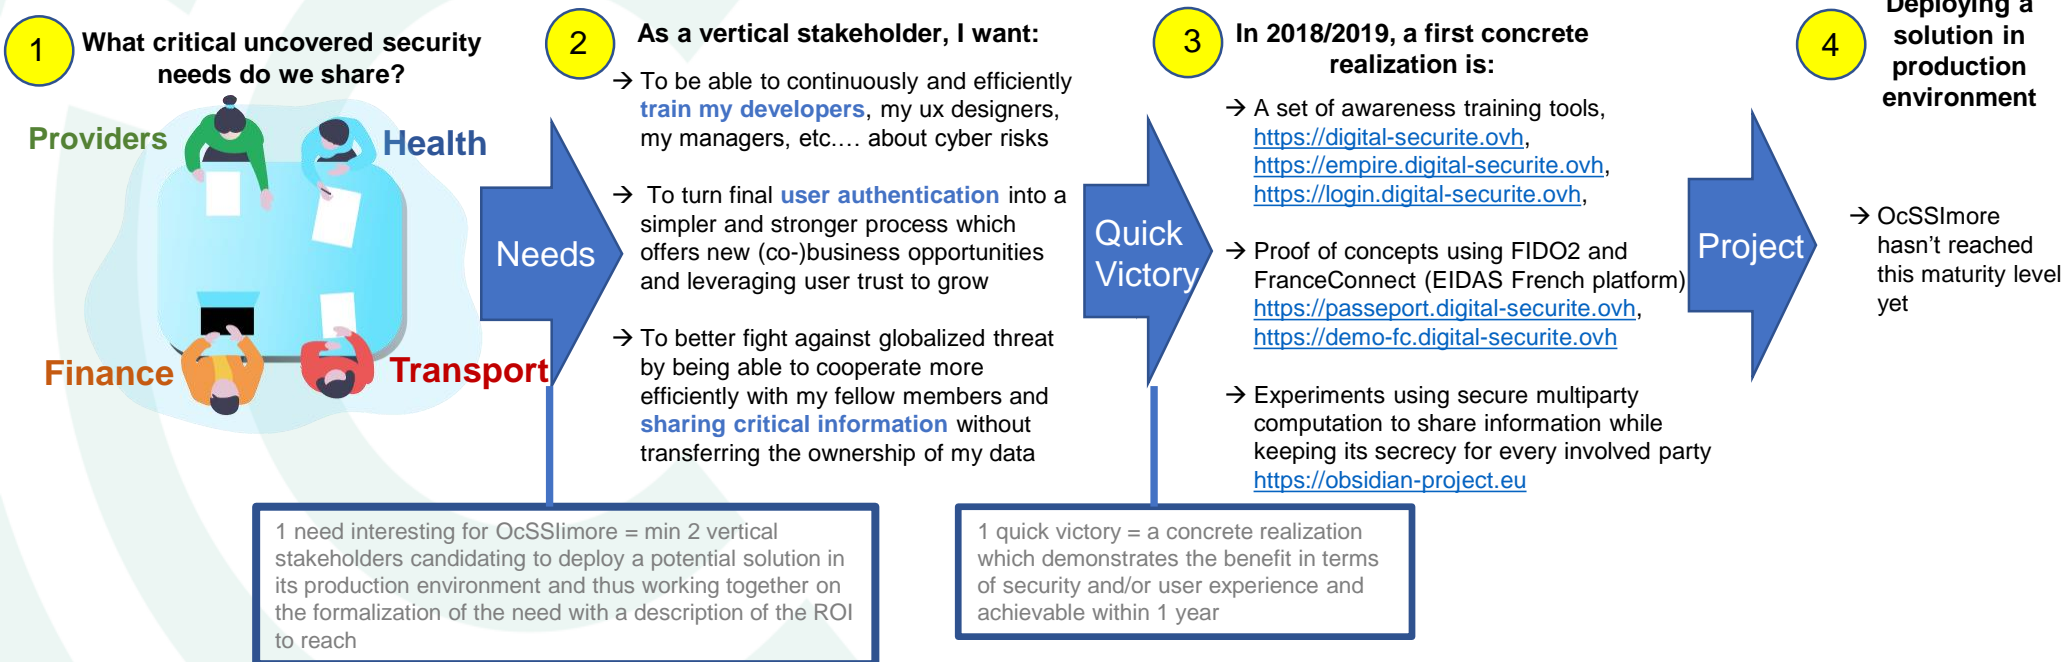 1
What critical uncovered security
needs do we share?
Providers
Health
Finance
Transport
Needs
2
As a vertical stakeholder, I want:
→ To be able to continuously and efficiently
train my developers, my ux designers,
my managers, etc.… about cyber risks
→ To turn final user authentication into a
simpler and stronger process which
offers new (co-)business opportunities
and leveraging user trust to grow
→ To better fight against globalized threat
by being able to cooperate more
efficiently with my fellow members and
sharing critical information without
transferring the ownership of my data
1 need interesting for OcSSIimore = min 2 vertical
stakeholders candidating to deploy a potential solution in
its production environment and thus working together on
the formalization of the need with a description of the ROI
to reach
Quick
Victory
3
In 2018/2019, a first concrete
realization is:
→ A set of awareness training tools,
https://digital-securite.ovh,
https://empire.digital-securite.ovh,
https://login.digital-securite.ovh,
→ Proof of concepts using FIDO2 and
FranceConnect (EIDAS French platform)
https://passeport.digital-securite.ovh,
https://demo-fc.digital-securite.ovh
→ Experiments using secure multiparty
computation to share information while
keeping its secrecy for every involved party
https://obsidian-project.eu
1 quick victory = a concrete realization
which demonstrates the benefit in terms
of security and/or user experience and
achievable within 1 year
Project
4
Deploying a
solution in
production
environment
→ OcSSImore
hasn't reached
this maturity level
yet